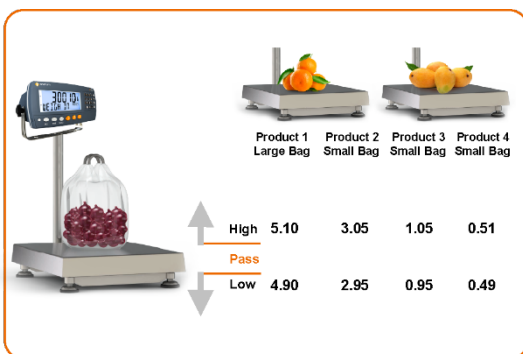 Product 1 Product 2 Product 3 Product 4
Large Bag Small Bag Small Bag Small Bag
High 5.10 3.05 1.05 0.51
Pass
Low 4.90 2.95 0.95 0.49